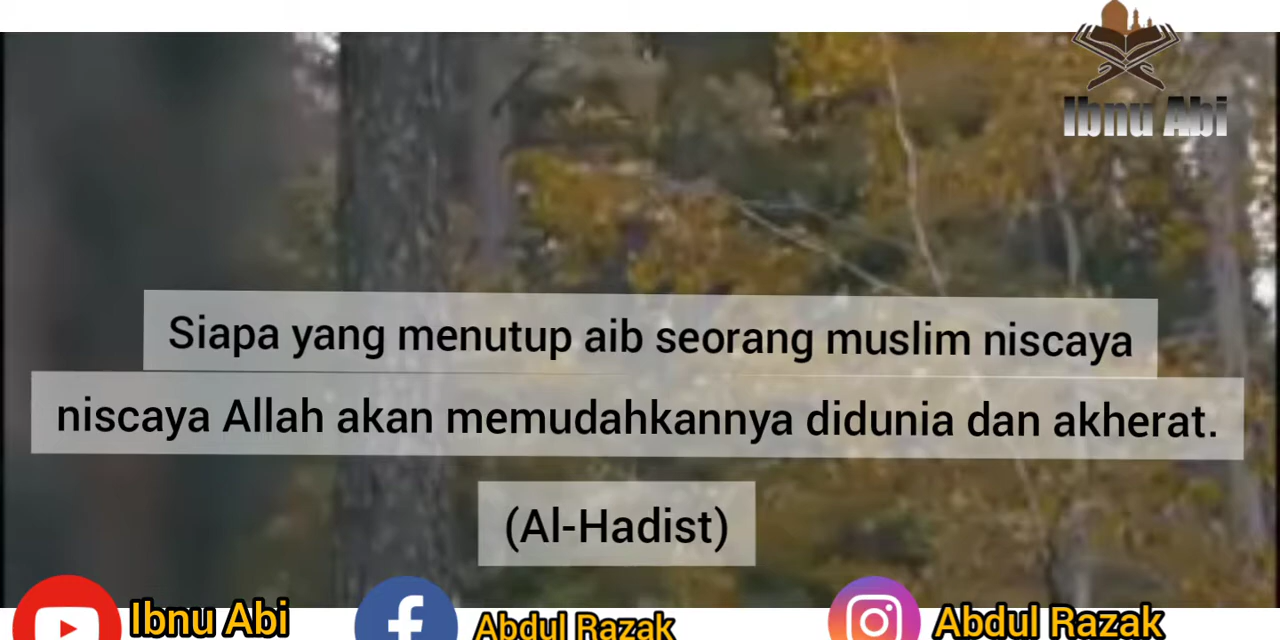 Ibnu Abi
Siapa yang menutup aib seorang muslim niscaya
niscaya Allah akan memudahkannya didunia dan akherat.
(Al-Hadist)
Ibnu Abi
Abdul Razak
Abdul Razak